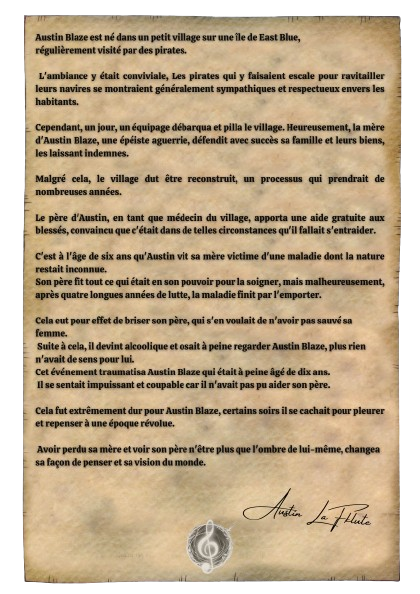 Austin Blaze est né dans un petit village sur une île de East Blue,
régulièrement visité par des pirates.
L'ambiance y était conviviale, Les pirates qui y faisaient escale pour ravitailler
leurs navires se montraient généralement sympathiques et respectueux envers les
habitants.
Cependant, un jour, un équipage débarqua et pilla le village. Heureusement, la mère
d'Austin Blaze, une épéiste aguerrie, défendit avec succès sa famille et leurs biens,
les laissant indemnes.
Malgré cela, le village dut être reconstruit, un processus qui prendrait de
nombreuses années.
Le père d'Austin, en tant que médecin du village, apporta une aide gratuite aux
blessés, convaincu que c'était dans de telles circonstances qu'il fallait s'entraider.
C'est à l'âge de six ans qu'Austin vit sa mère victime d'une maladie dont la nature
restait inconnue.
Son père fit tout ce qui était en son pouvoir pour la soigner, mais malheureusement,
après quatre longues années de lutte, la maladie finit par l'emporter.
Cela eut pour effet de briser son père, qui s'en voulait de n'avoir pas sauvé sa
femme.
Suite à cela, il devint alcoolique et osait à peine regarder Austin Blaze, plus rien
n'avait de sens pour lui.
Cet événement traumatisa Austin Blaze qui était à peine âgé de dix ans.
Il se sentait impuissant et coupable car il n'avait pas pu aider son père.
Cela fut extrêmement dur pour Austin Blaze, certains soirs il se cachait pour pleurer
et repenser à une époque révolue.
Avoir perdu sa mère et voir son père n'être plus que l'ombre de lui-même, changea
sa façon de penser et sa vision du monde.
Austin La Flûte